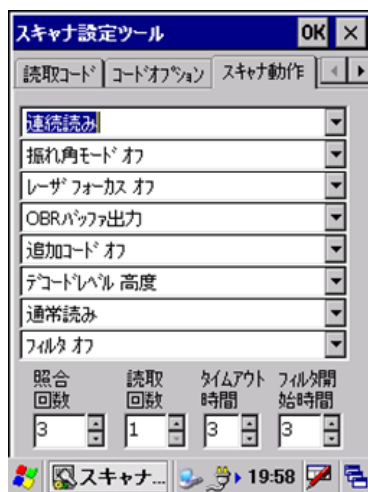 スキャナ設定ツール OK ×
読取コード コードオプション スキャナ動作
連続読み
振れ角モード オフ
レーザ フォーカス オフ
OBRバッファ出力
追加コード オフ
デコードレベル 高度
通常読み
フィルタ オフ
照合回数 読取回数 タイムアウト時間 フィルタ開始時間
3 1 3 3
スキャナ... 19:58